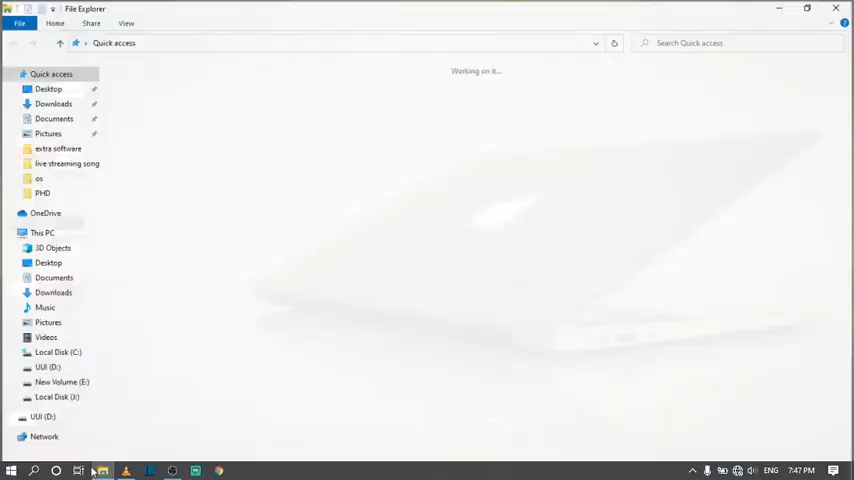 File Explorer
File Home Share View
Quick access
Search Quick access
Working on it...
Quick access
Desktop
Downloads
Documents
Pictures
extra software
live streaming song
os
PHD
OneDrive
This PC
3D Objects
Desktop
Documents
Downloads
Music
Pictures
Videos
Local Disk (C:)
UUI (D:)
New Volume (E:)
Local Disk (J:)
UUI (D:)
Network
ENG 7:47 PM